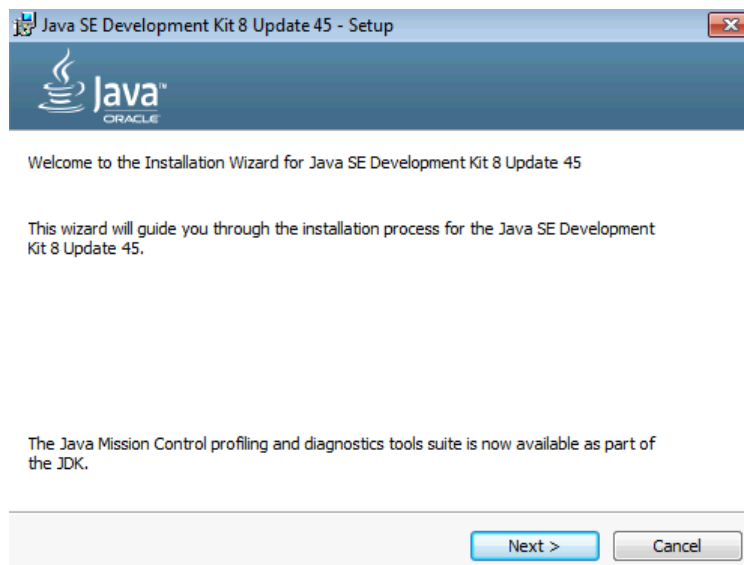 Java SE Development Kit 8 Update 45 - Setup
Java™
ORACLE
Welcome to the Installation Wizard for Java SE Development Kit 8 Update 45
This wizard will guide you through the installation process for the Java SE Development
Kit 8 Update 45.
The Java Mission Control profiling and diagnostics tools suite is now available as part of
the JDK.
Next > Cancel